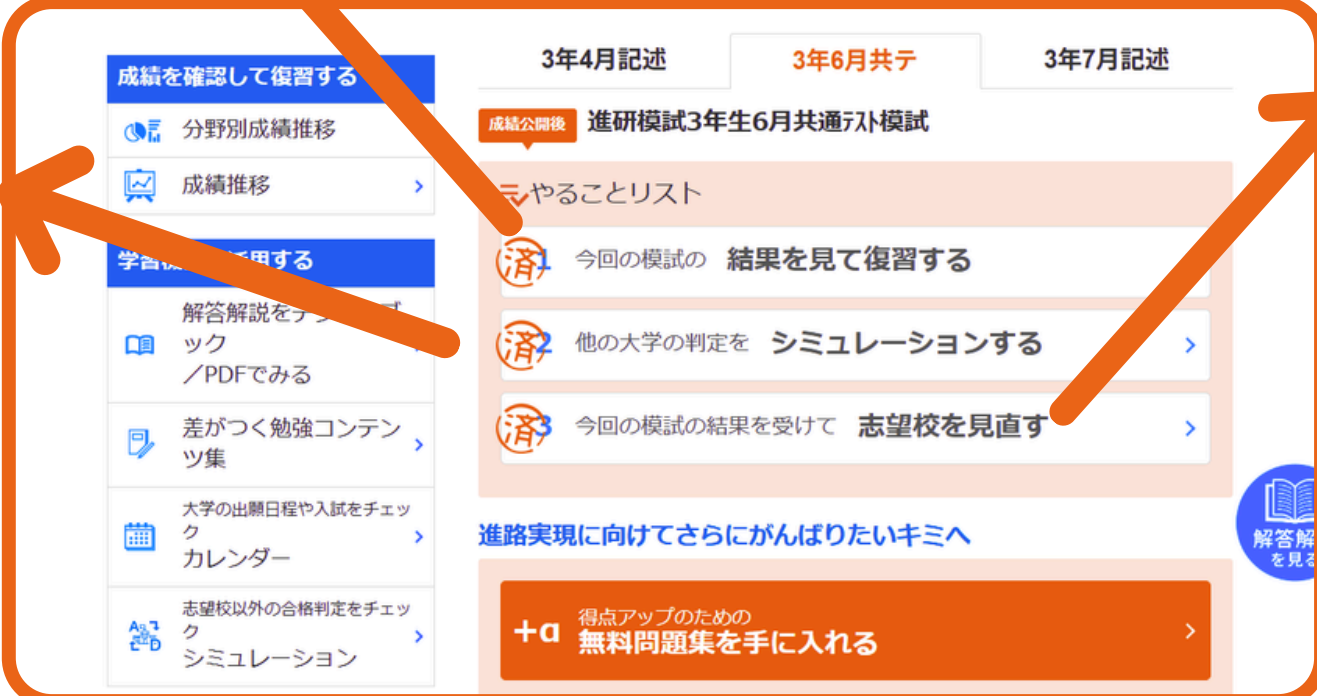 成績を確認して復習する
分野別成績推移
成績推移
用する
解答解説を
ック
／PDFでみる
差がつく勉強コンテン
ツ集
大学の出願日程や入試をチェッ
ク
カレンダー
志望校以外の合格判定をチェッ
ク
シミュレーション
3年4月記述
3年6月共テ
3年7月記述
成績公開後
進研模試3年生6月共通テスト模試
やることリスト
済1 今回の模試の 結果を見て復習する
済2 他の大学の判定を シミュレーションする
済3 今回の模試の結果を受けて 志望校を見直す
進路実現に向けてさらにがんばりたいキミへ
+α 得点アップのための
無料問題集を手に入れる
解答解
を見る